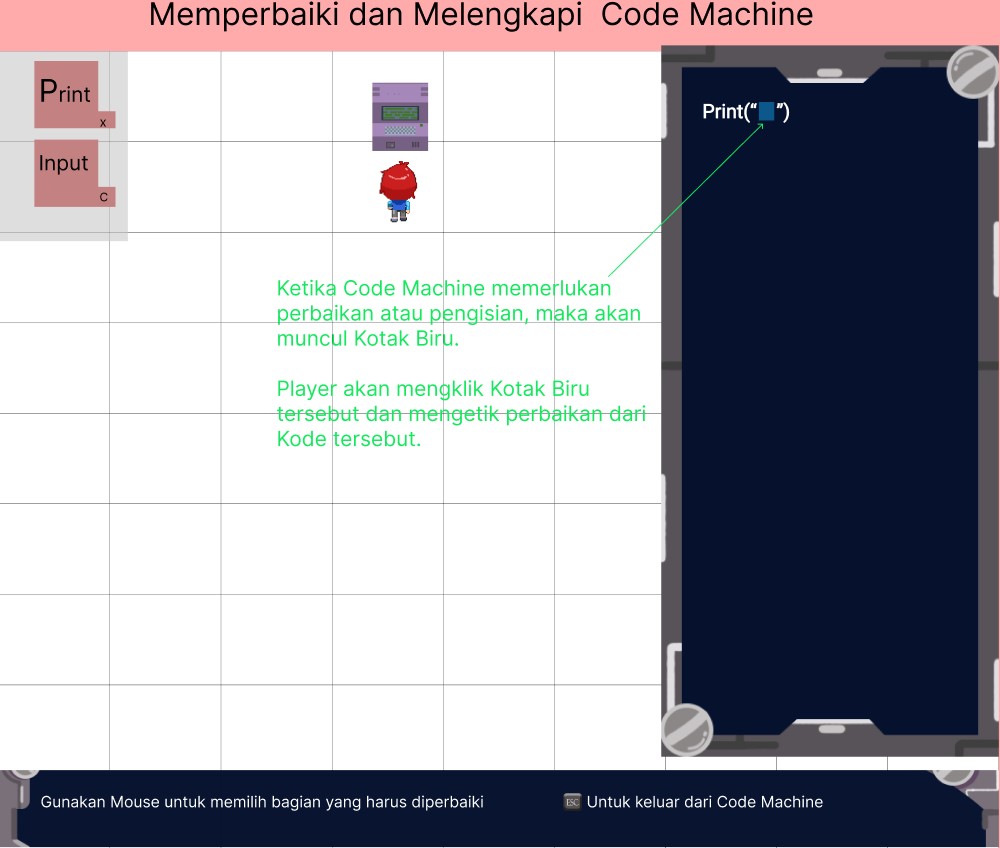 Memperbaiki dan Melengkapi Code Machine
Print
x
Input
C
Print(“ ”)
Ketika Code Machine memerlukan
perbaikan atau pengisian, maka akan
muncul Kotak Biru.
Player akan mengklik Kotak Biru
tersebut dan mengetik perbaikan dari
Kode tersebut.
Gunakan Mouse untuk memilih bagian yang harus diperbaiki
ESC Untuk keluar dari Code Machine